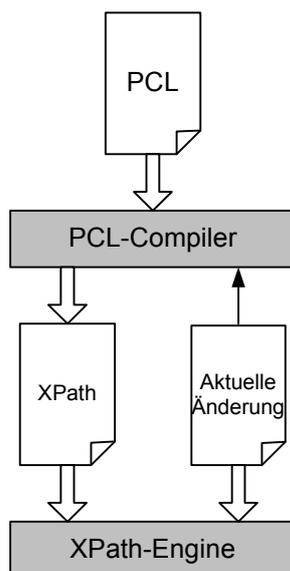 PCL
PCL-Compiler
XPath
Aktuelle
Änderung
XPath-Engine